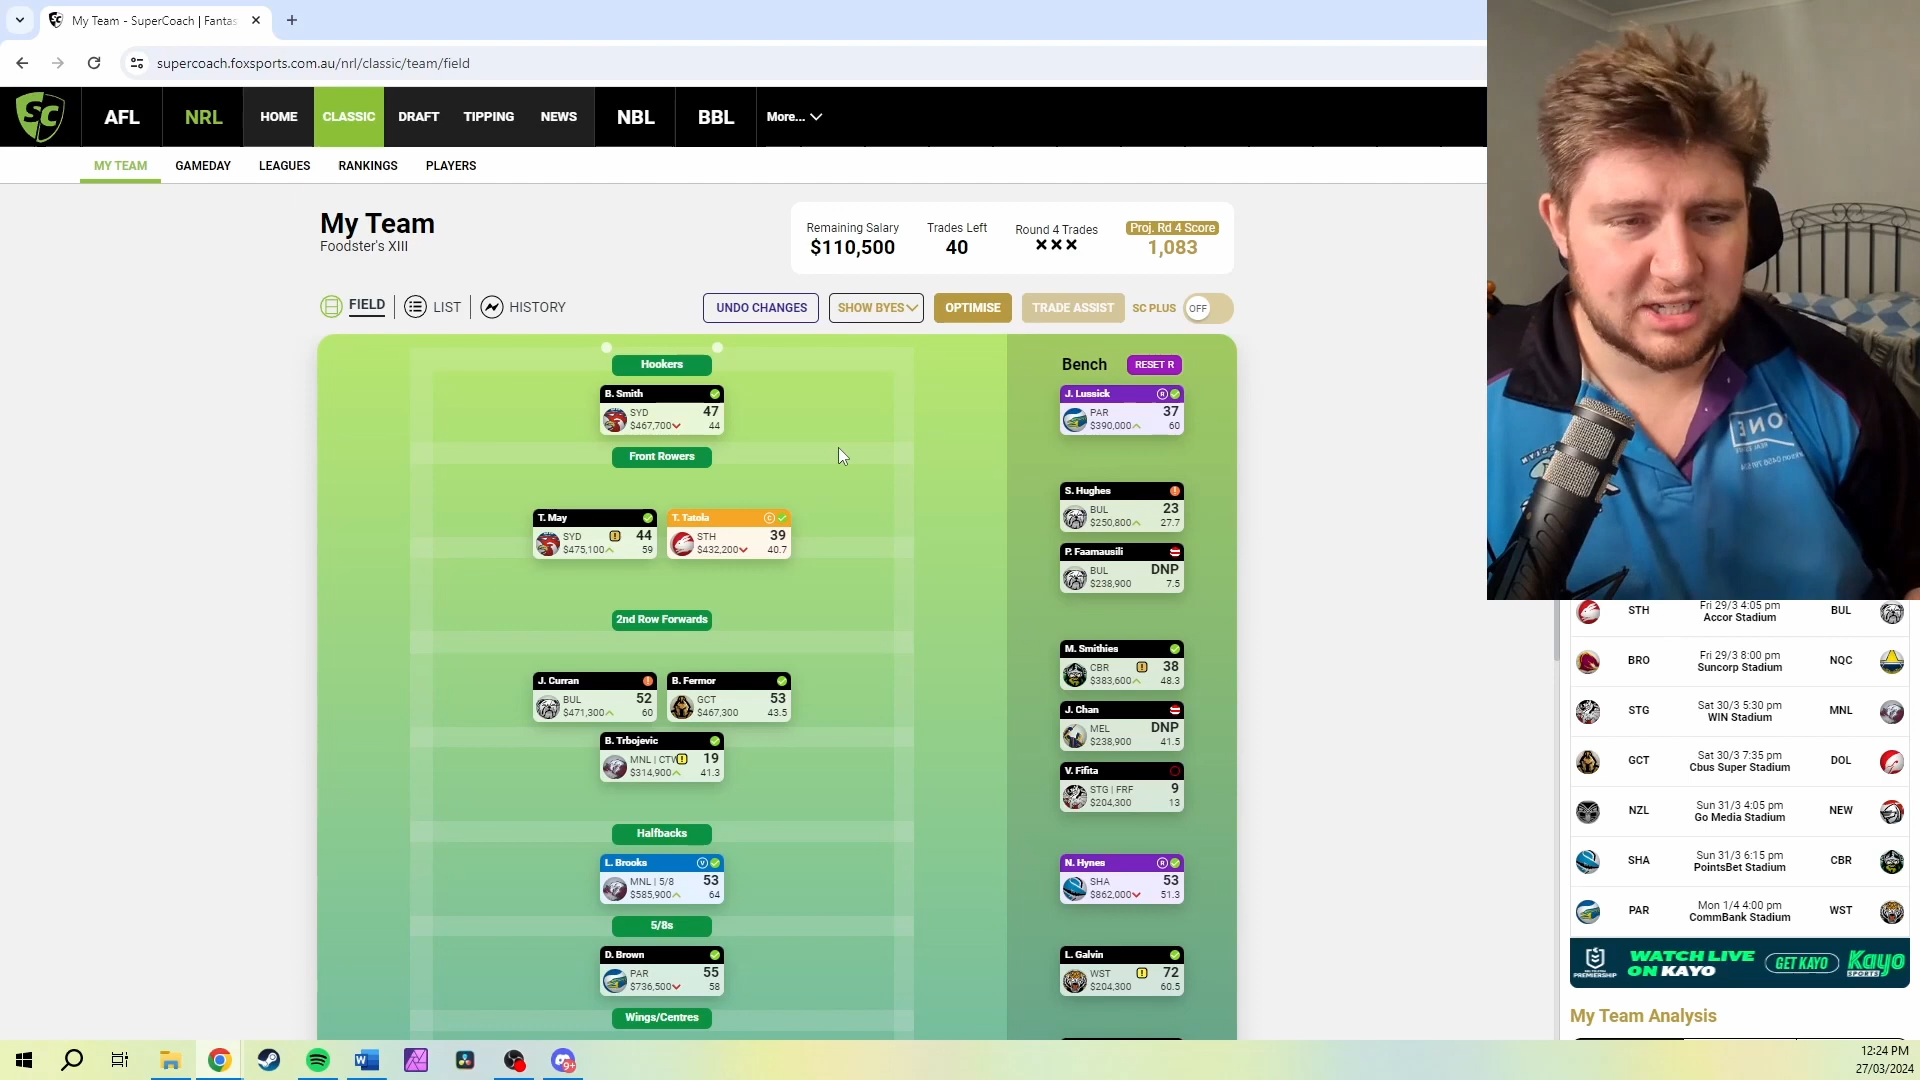 My Team - SuperCoach | Fantas
supercoach.foxsports.com.au/nrl/classic/team/field
SC
AFL
NRL
HOME
CLASSIC
DRAFT
TIPPING
NEWS
NBL
BBL
More...
MY TEAM
GAMEDAY
LEAGUES
RANKINGS
PLAYERS
My Team
Foodster's XIII
Remaining Salary
$110,500
Trades Left
40
Round 4 Trades
Proj. Rd 4 Score
1,083
FIELD
LIST
HISTORY
UNDO CHANGES
SHOW BYES
OPTIMISE
TRADE ASSIST
SC PLUS
OFF
Hookers
B. Smith
SYD 47
$467,700 44
Front Rowers
T. May
SYD 44
$475,100 59
T. Tatola C
STH 39
$432,200 40.7
2nd Row Forwards
J. Curran
BUL 52
$471,300 60
B. Fermor
GCT 53
$467,300 43.5
B. Trbojevic
MNL | CTW 19
$314,900 41.3
Halfbacks
L. Brooks V
MNL | 5/8 53
$585,900 64
5/8s
D. Brown
PAR 55
$736,500 58
Wings/Centres
Bench
RESET R
J. Lussick R
PAR 37
$390,000 60
S. Hughes
BUL 23
$250,800 27.7
P. Faamausili
BUL DNP
$238,900 7.5
M. Smithies
CBR 38
$383,600 48.3
J. Chan
MEL DNP
$238,900 41.5
V. Fifita
STG | FRF 9
$204,300 13
N. Hynes R
SHA 53
$862,000 51.3
L. Galvin
WST 72
$204,300 60.5
STH Fri 29/3 4:05 pm BUL
Accor Stadium
BRO Fri 29/3 8:00 pm NQC
Suncorp Stadium
STG Sat 30/3 5:30 pm MNL
WIN Stadium
GCT Sat 30/3 7:35 pm DOL
Cbus Super Stadium
NZL Sun 31/3 4:05 pm NEW
Go Media Stadium
SHA Sun 31/3 6:15 pm CBR
PointsBet Stadium
PAR Mon 1/4 4:00 pm WST
CommBank Stadium
WATCH LIVE
ON KAYO
GET KAYO
Kayo
SPORTS
My Team Analysis
9+
12:24 PM
27/03/2024